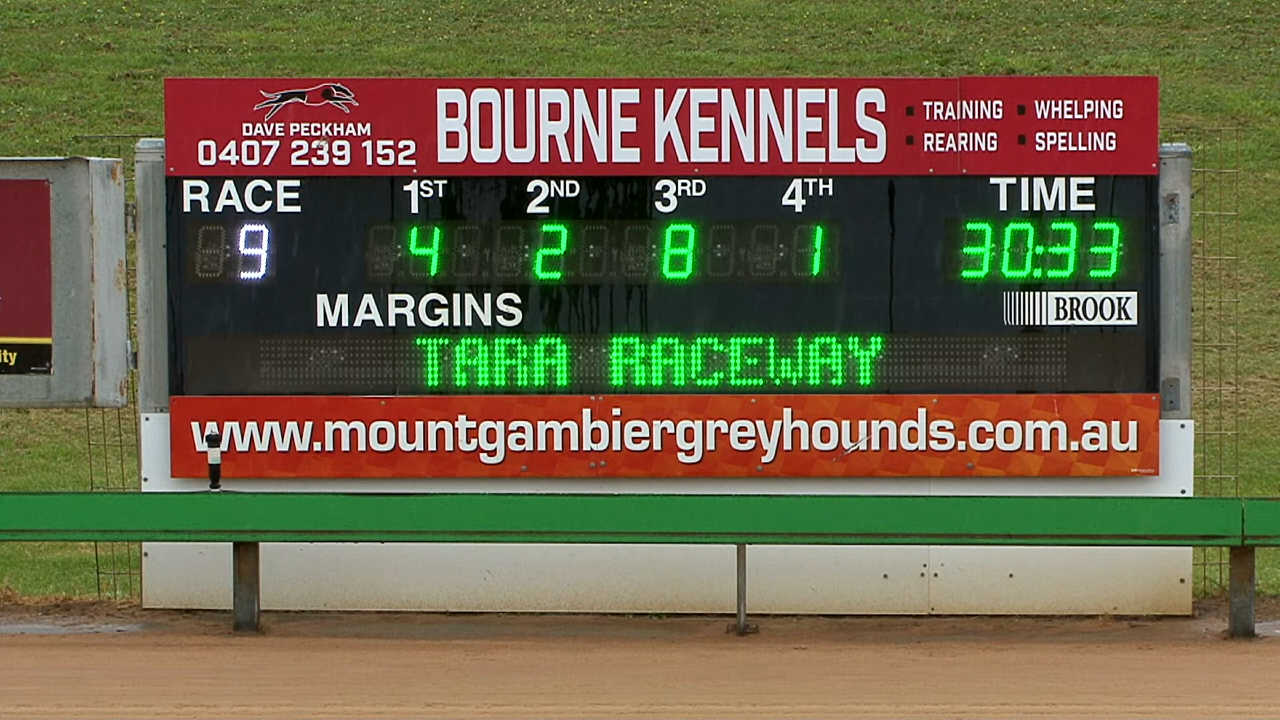 DAVE PECKHAM
0407 239 152
BOURNE KENNELS
TRAINING WHELPING
REARING SPELLING
RACE 1ST 2ND 3RD 4TH TIME
9 4 2 8 1 30:33
MARGINS
BROOK
TARA RACEWAY
ity
www.mountgambiergreyhounds.com.au